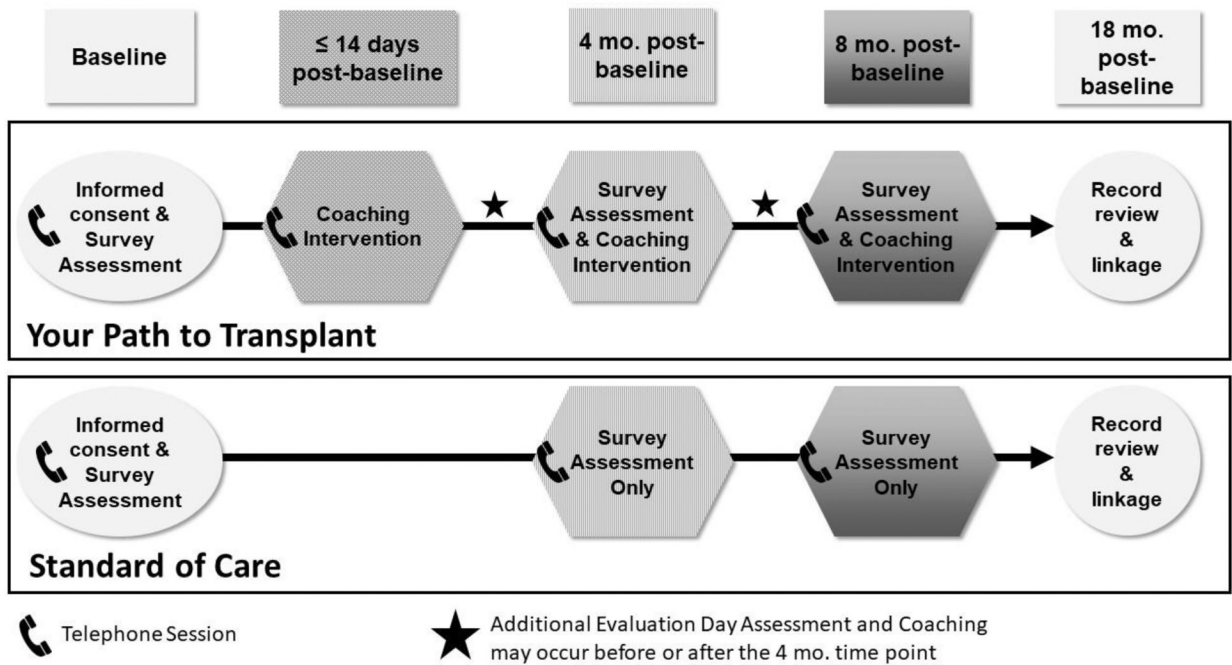 Baseline
≤ 14 days
post-baseline
4 mo. post-
baseline
8 mo. post-
baseline
18 mo.
post-
baseline
Informed
consent &
Survey
Assessment
Coaching
Intervention
Survey
Assessment
& Coaching
Intervention
Survey
Assessment
& Coaching
Intervention
Record
review
&
linkage
Your Path to Transplant
Informed
consent &
Survey
Assessment
Survey
Assessment
Only
Survey
Assessment
Only
Record
review
&
linkage
Standard of Care
Telephone Session
Additional Evaluation Day Assessment and Coaching
may occur before or after the 4 mo. time point